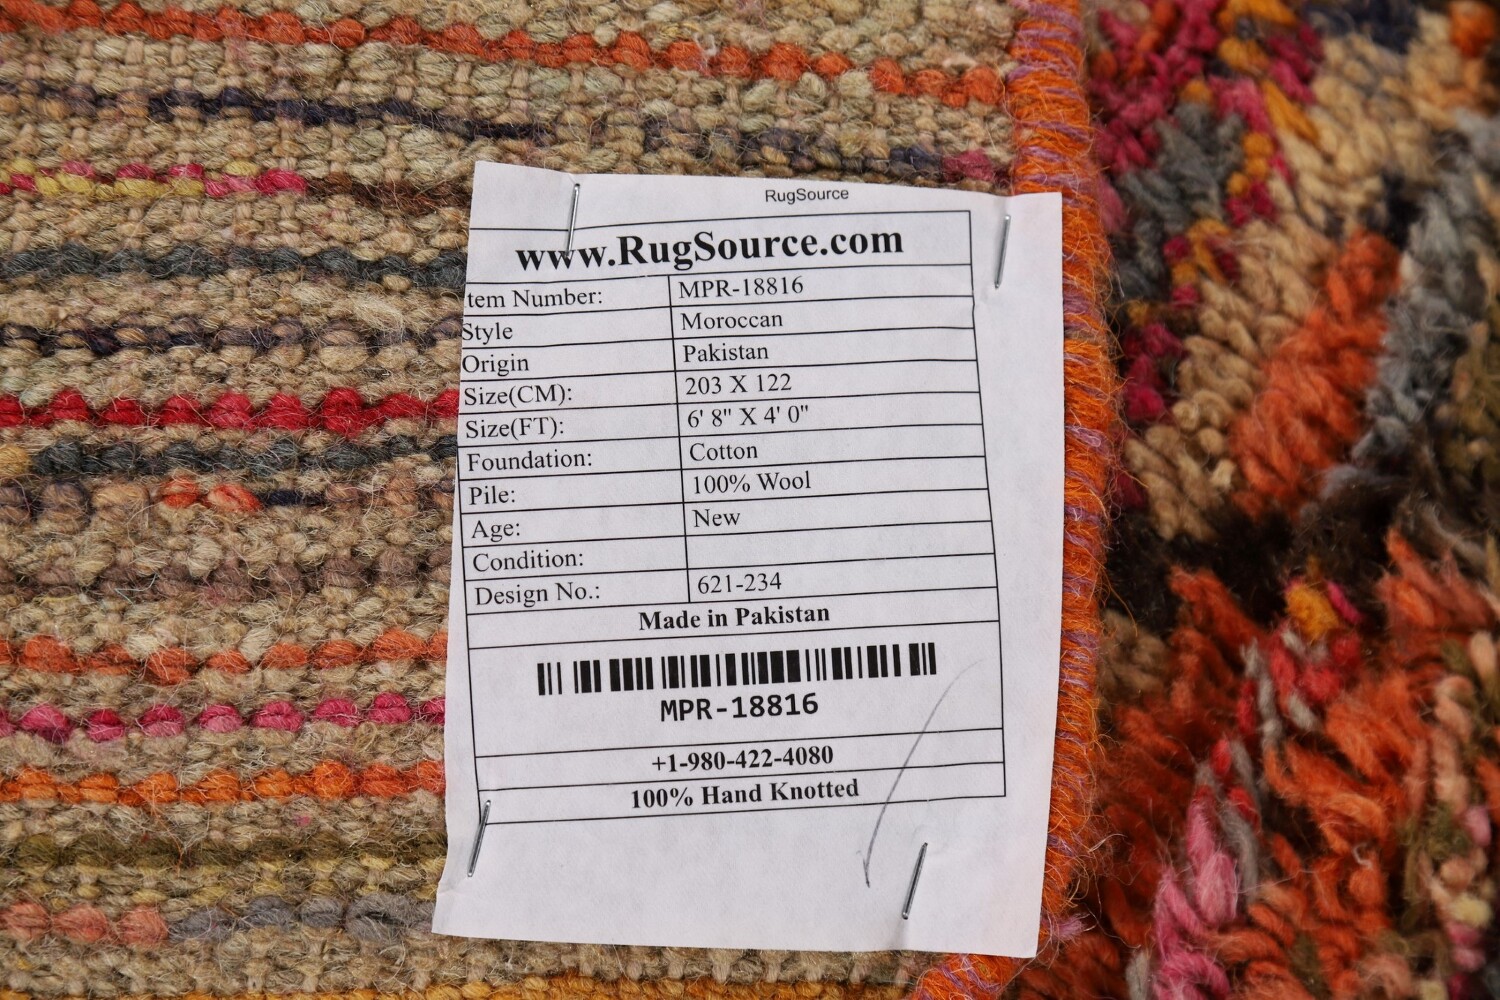 RugSource
www.RugSource.com
tem Number: MPR-18816
Style Moroccan
Origin Pakistan
Size(CM): 203 X 122
Size(FT): 6' 8" X 4' 0"
Foundation: Cotton
Pile: 100% Wool
Age: New
Condition:
Design No.: 621-234
Made in Pakistan
MPR-18816
+1-980-422-4080
100% Hand Knotted